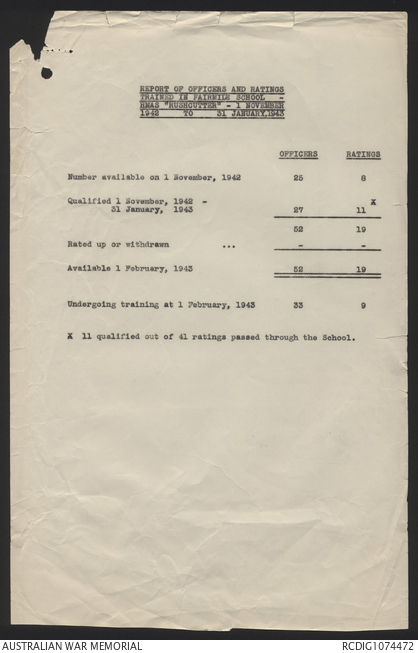 REPORT OF OFFICERS AND RATINGS
TRAINED IN FAIRMILE SCHOOL -
HMAS "RUSHCUTTER" - 1 NOVEMBER
1942 TO 31 JANUARY,1943
OFFICERS RATINGS
Number available on 1 November, 1942 25 8
Qualified 1 November, 1942 - X
31 January, 1943 27 11
52 19
Rated up or withdrawn ... - -
Available 1 February, 1943 52 19
Undergoing training at 1 February, 1943 33 9
X 11 qualified out of 41 ratings passed through the School.
AUSTRALIAN WAR MEMORIAL RCDIG1074472